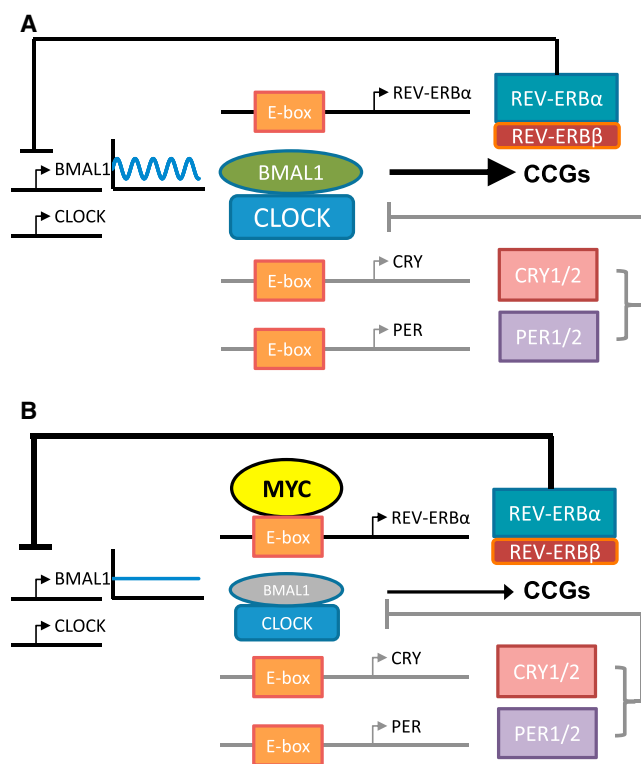 A
E-box
REV-ERBα
REV-ERBα
REV-ERBβ
BMAL1
BMAL1
CCGs
CLOCK
CLOCK
E-box
CRY
CRY1/2
E-box
PER
PER1/2
B
MYC
E-box
REV-ERBα
REV-ERBα
REV-ERBβ
BMAL1
BMAL1
CCGs
CLOCK
CLOCK
E-box
CRY
CRY1/2
E-box
PER
PER1/2